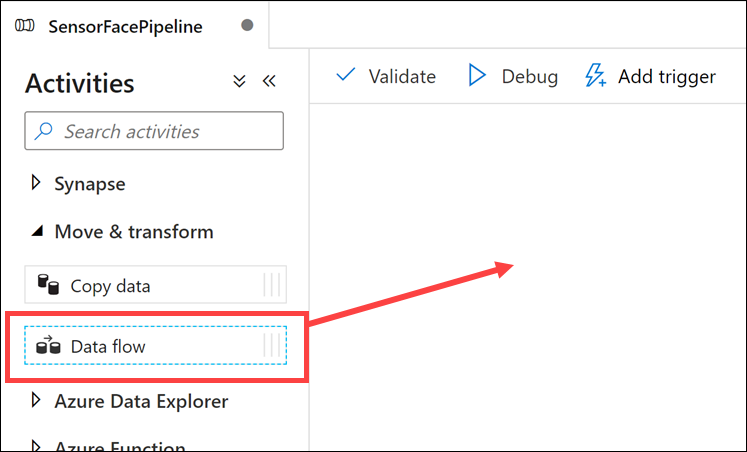 SensorFacePipeline
Activities
Validate
Debug
Add trigger
Search activities
Synapse
Move & transform
Copy data
Data flow
Azure Data Explorer
Azure Function